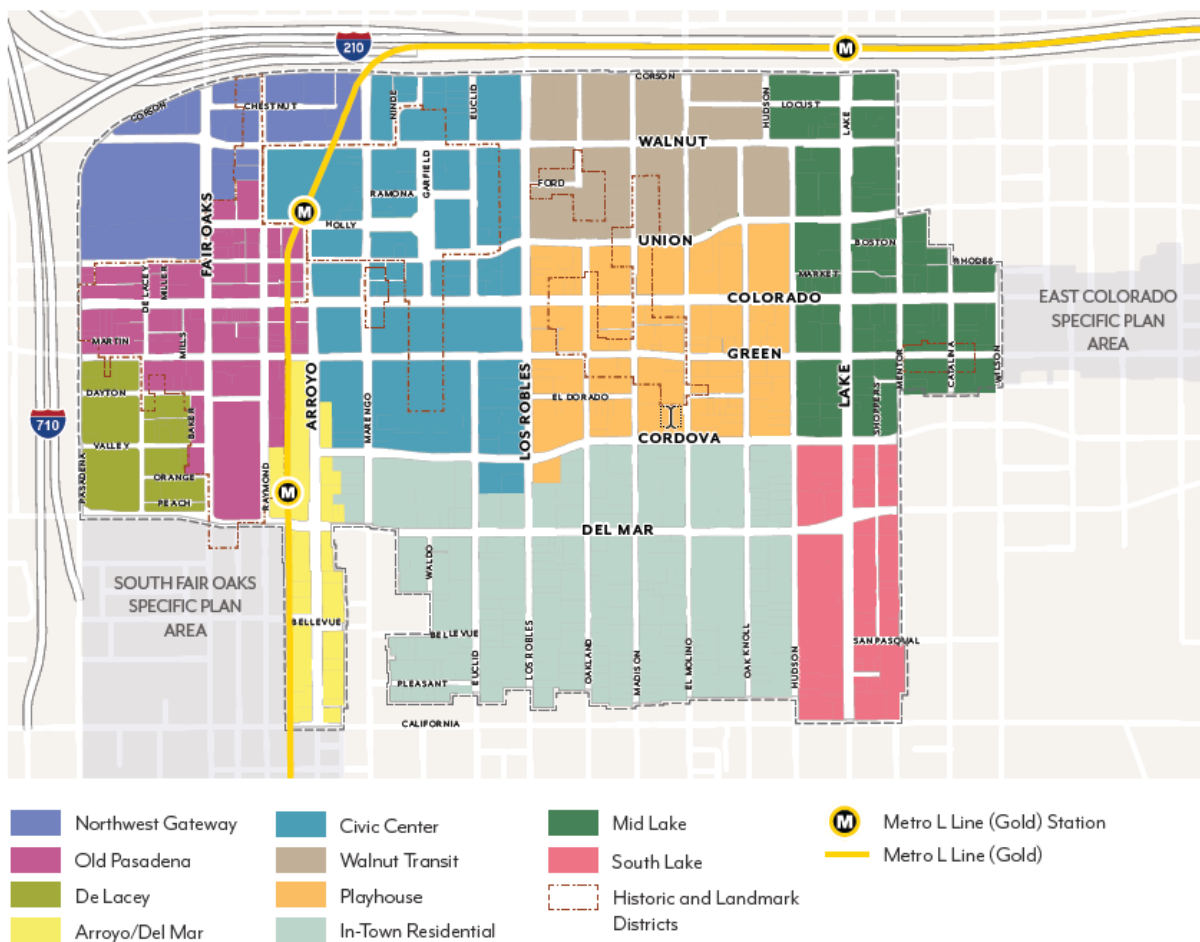 210
M
CORSON
CORSON
CHESTNUT
NINDE
EUCLID
HUDSON
LOCUST
LAKE
WALNUT
FORD
RAMONA
GARFIELD
M
HOLLY
FAIR OAKS
UNION
BOSTON
RHODES
DE LACEY
MILLER
MARKET
COLORADO
EAST COLORADO
SPECIFIC PLAN
AREA
MARTIN
MIELS
GREEN
ARROYO
MARENGO
LOS ROBLES
LAKE
SHOPPERS
MENTOR
CATALINA
WILSON
DAYTON
BAKER
EL DORADO
710
VALLEY
CORDOVA
PASADENA
ORANGE
PEACH
RAYMOND
M
DEL MAR
SOUTH FAIR OAKS
SPECIFIC PLAN
AREA
WALDO
BELLEVUE
BELLEVUE
EUCLID
LOS ROBLES
OAKLAND
MADISON
EL MOLINO
OAK KNOLL
HUDSON
SAN PASQUAL
PLEASANT
CALIFORNIA
Northwest Gateway
Old Pasadena
De Lacey
Arroyo/Del Mar
Civic Center
Walnut Transit
Playhouse
In-Town Residential
Mid Lake
South Lake
Historic and Landmark
Districts
M Metro L Line (Gold) Station
Metro L Line (Gold)